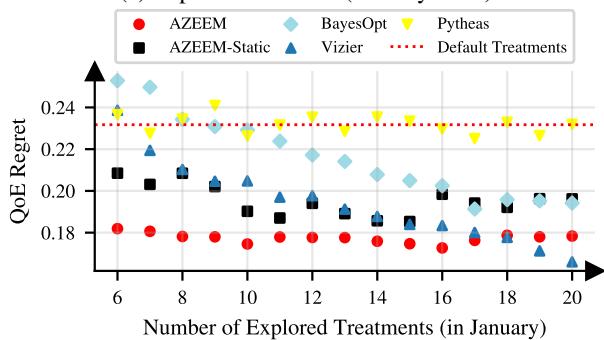 AZEEM BayesOpt Pytheas
AZEEM-Static Vizier Default Treatments
0.24
0.22
0.20
0.18
QoE Regret
6 8 10 12 14 16 18 20
Number of Explored Treatments (in January)